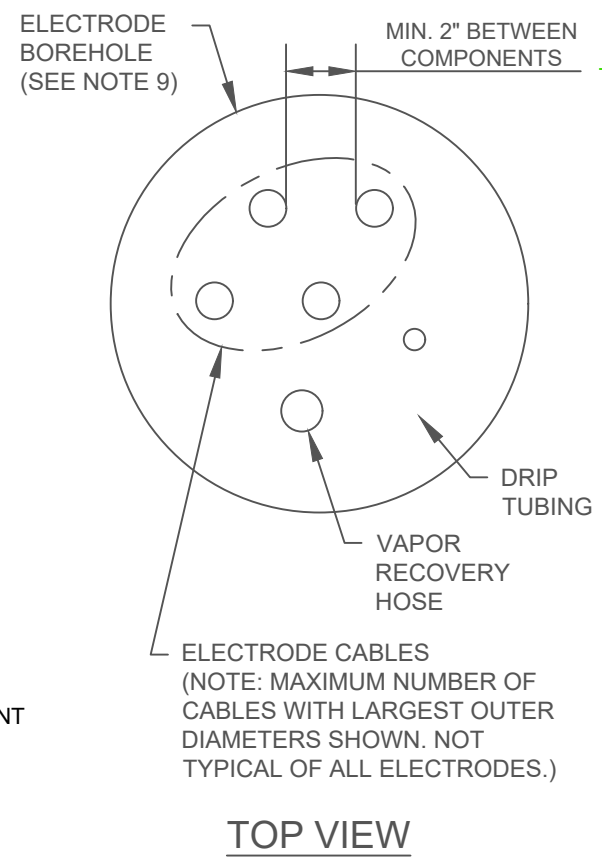 ELECTRODE
BOREHOLE
(SEE NOTE 9)
MIN. 2" BETWEEN
COMPONENTS
DRIP
TUBING
VAPOR
RECOVERY
HOSE
ELECTRODE CABLES
(NOTE: MAXIMUM NUMBER OF
CABLES WITH LARGEST OUTER
DIAMETERS SHOWN. NOT
TYPICAL OF ALL ELECTRODES.)
NT
TOP VIEW